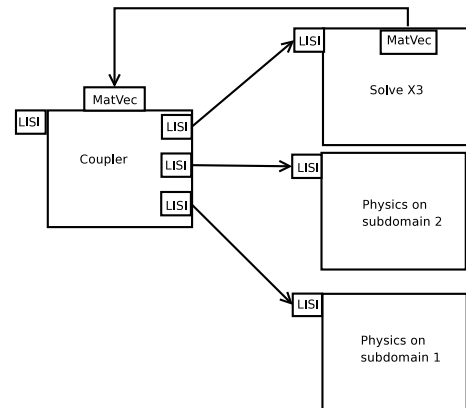 LISI
MatVec
Solve X3
MatVec
LISI
LISI
Coupler
LISI
LISI
LISI
Physics on
subdomain 2
LISI
Physics on
subdomain 1